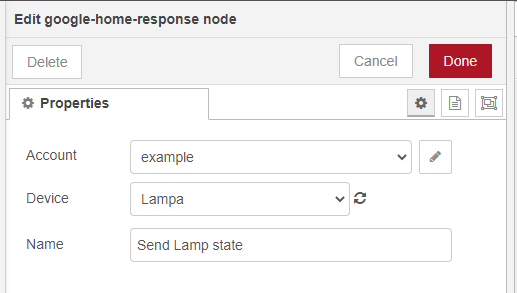 Edit google-home-response node
Delete
Cancel
Done
Properties
Account
example
Device
Lampa
Name
Send Lamp state